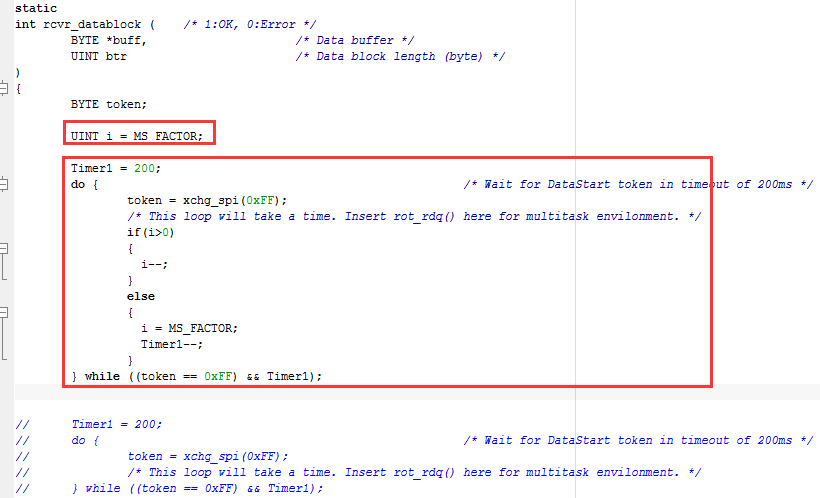 static
int rcvr_datablock (    /* 1:OK, 0:Error */
        BYTE *buff,                     /* Data buffer */
        UINT btr                        /* Data block length (byte) */
)
{
        BYTE token;
        UINT i = MS_FACTOR;
        Timer1 = 200;
        do {                                                    /* Wait for DataStart token in timeout of 200ms */
                token = xchg_spi(0xFF);
                /* This loop will take a time. Insert rot_rdq() here for multitask envilonment. */
                if(i>0)
                {
                  i--;
                }
                else
                {
                  i = MS_FACTOR;
                  Timer1--;
                }
        } while ((token == 0xFF) && Timer1);
//      Timer1 = 200;
//      do {                                                    /* Wait for DataStart token in timeout of 200ms */
//              token = xchg_spi(0xFF);
//              /* This loop will take a time. Insert rot_rdq() here for multitask envilonment. */
//      } while ((token == 0xFF) && Timer1);